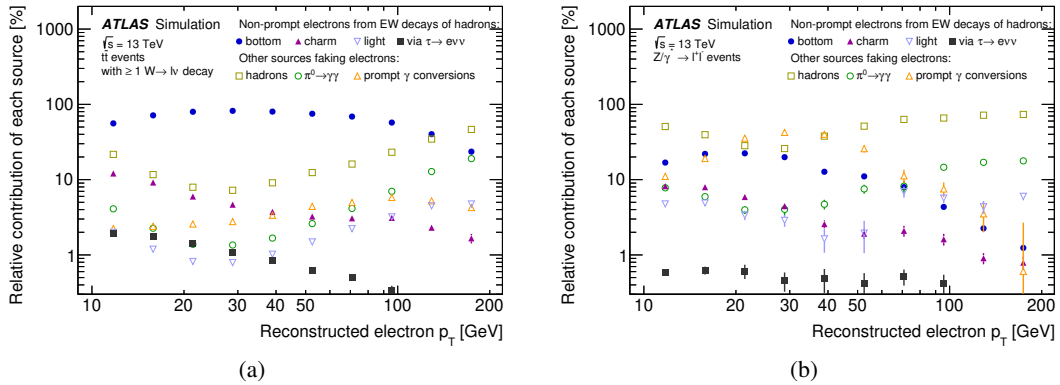 Relative contribution of each source [%]
ATLAS Simulation
√s = 13 TeV
tt̄ events
with ≥ 1 W→ lν decay
Non-prompt electrons from EW decays of hadrons:
bottom charm light via τ→ eνν
Other sources faking electrons:
hadrons π⁰→γγ prompt γ conversions
1000
100
10
1
10 20 30 40 100 200
Reconstructed electron p_T [GeV]
(a)
Relative contribution of each source [%]
ATLAS Simulation
√s = 13 TeV
Z/γ* → l⁺l⁻ events
Non-prompt electrons from EW decays of hadrons:
bottom charm light via τ→ eνν
Other sources faking electrons:
hadrons π⁰→γγ prompt γ conversions
1000
100
10
1
10 20 30 40 100 200
Reconstructed electron p_T [GeV]
(b)